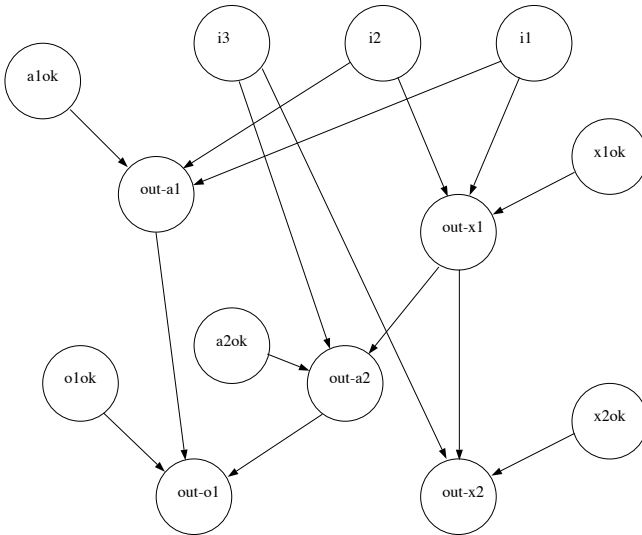 i3
i2
i1
a1ok
x1ok
out-a1
out-x1
a2ok
o1ok
out-a2
x2ok
out-o1
out-x2